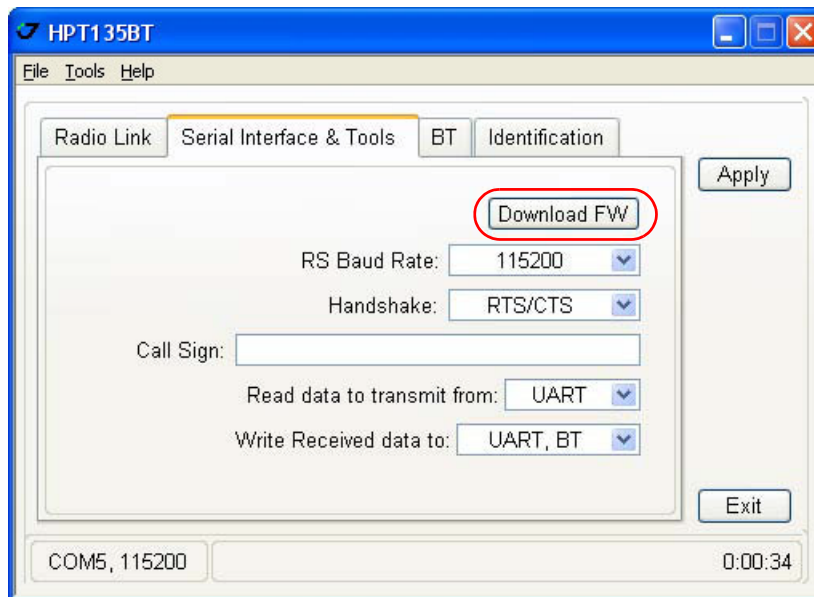 HPT135BT
File Tools Help
Radio Link Serial Interface & Tools BT Identification
Apply
Download FW
RS Baud Rate: 115200
Handshake: RTS/CTS
Call Sign:
Read data to transmit from: UART
Write Received data to: UART, BT
Exit
COM5, 115200 0:00:34